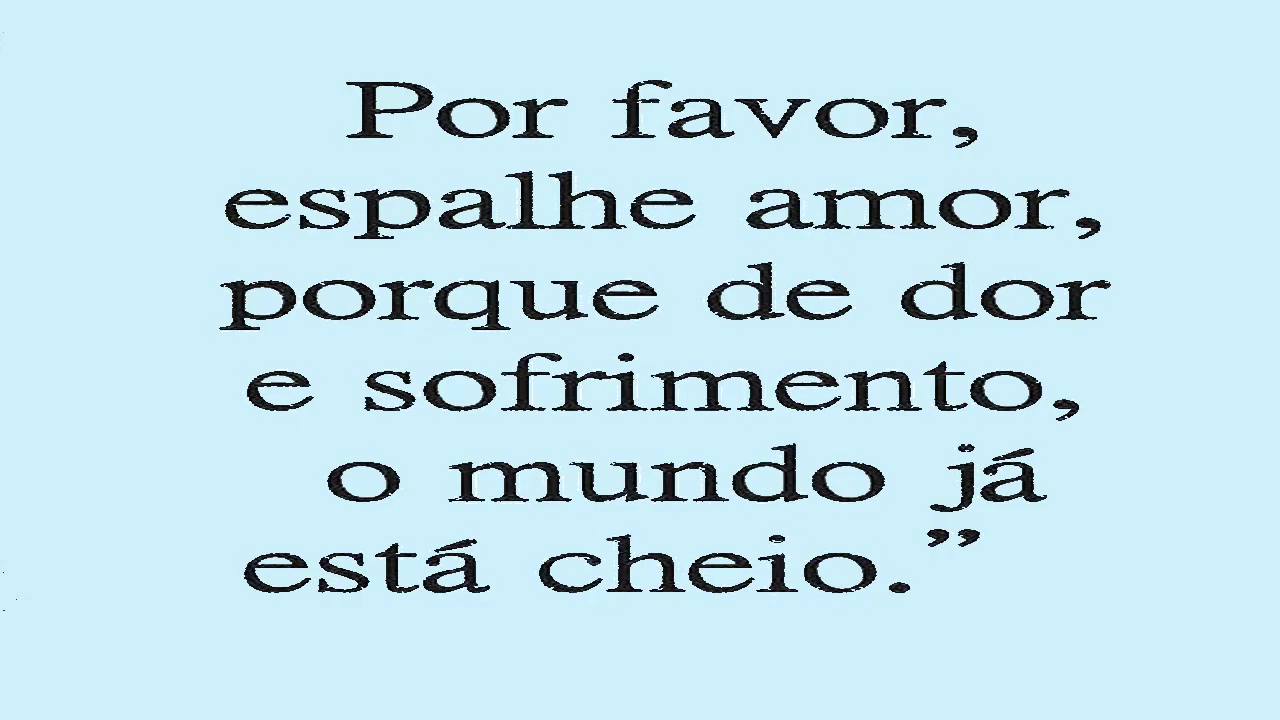 Por favor,
espalhe amor,
porque de dor
e sofrimento,
o mundo já
está cheio.”